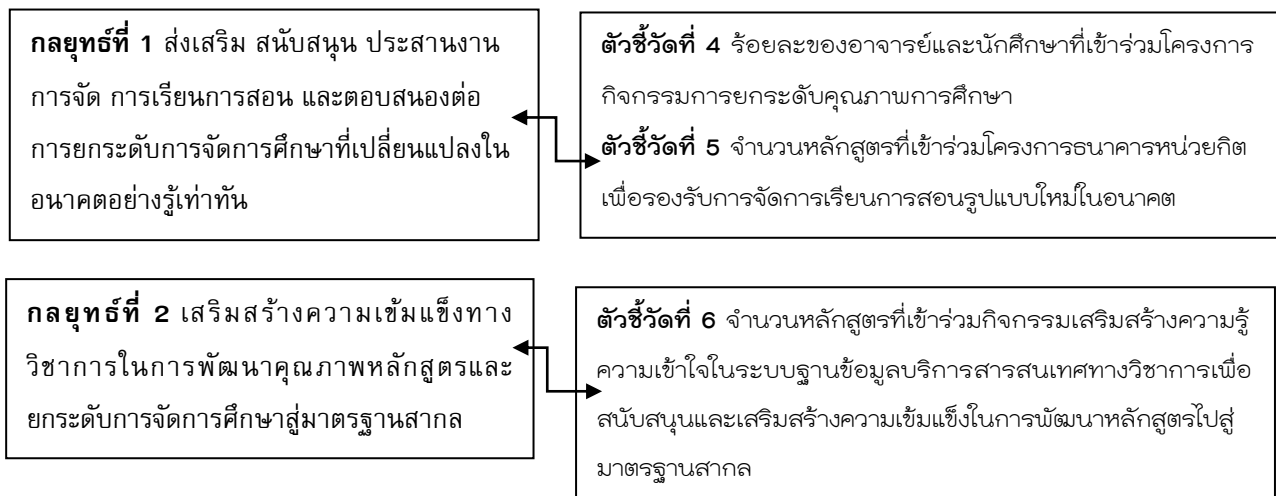 กลยุทธ์ที่ 1 ส่งเสริม สนับสนุน ประสานงาน
การจัด การเรียนการสอน และตอบสนองต่อ
การยกระดับการจัดการศึกษาที่เปลี่ยนแปลงใน
อนาคตอย่างรู้เท่าทัน
ตัวชี้วัดที่ 4 ร้อยละของอาจารย์และนักศึกษาที่เข้าร่วมโครงการ
กิจกรรมการยกระดับคุณภาพการศึกษา
ตัวชี้วัดที่ 5 จำนวนหลักสูตรที่เข้าร่วมโครงการธนาคารหน่วยกิต
เพื่อรองรับการจัดการเรียนการสอนรูปแบบใหม่ในอนาคต
กลยุทธ์ที่ 2 เสริมสร้างความเข้มแข็งทาง
วิชาการในการพัฒนาคุณภาพหลักสูตรและ
ยกระดับการจัดการศึกษาสู่มาตรฐานสากล
ตัวชี้วัดที่ 6 จำนวนหลักสูตรที่เข้าร่วมกิจกรรมเสริมสร้างความรู้
ความเข้าใจในระบบฐานข้อมูลบริการสารสนเทศทางวิชาการเพื่อ
สนับสนุนและเสริมสร้างความเข้มแข็งในการพัฒนาหลักสูตรไปสู่
มาตรฐานสากล